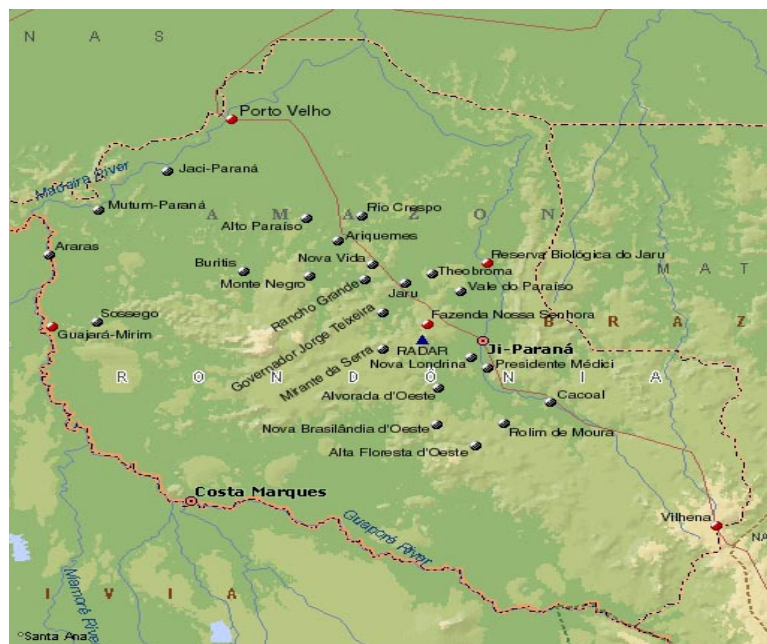 N A S
Porto Velho
Madeira River
Jaci-Paraná
Mutum-Paraná
Rio Crespo
A M A Z O N
Alto Paraíso
Ariquemes
Araras
Buritis
Nova Vida
Reserva Biológica do Jaru
Theobroma
M A T
Monte Negro
Rancho Grande
Jaru
Vale do Paraíso
Sossego
Governador Jorge Teixeira
Fazenda Nossa Senhora
B R A Z
Guajará-Mirim
RADAR
Ji-Paraná
Mirante da Serra
Nova Londrina
Presidente Médici
R O N D Ô N I A
Alvorada d'Oeste
Cacoal
Nova Brasilândia d'Oeste
Rolim de Moura
Alta Floresta d'Oeste
Costa Marques
Guaporé River
Vilhena
NA
Mamoré River
I V I A
Santa Ana